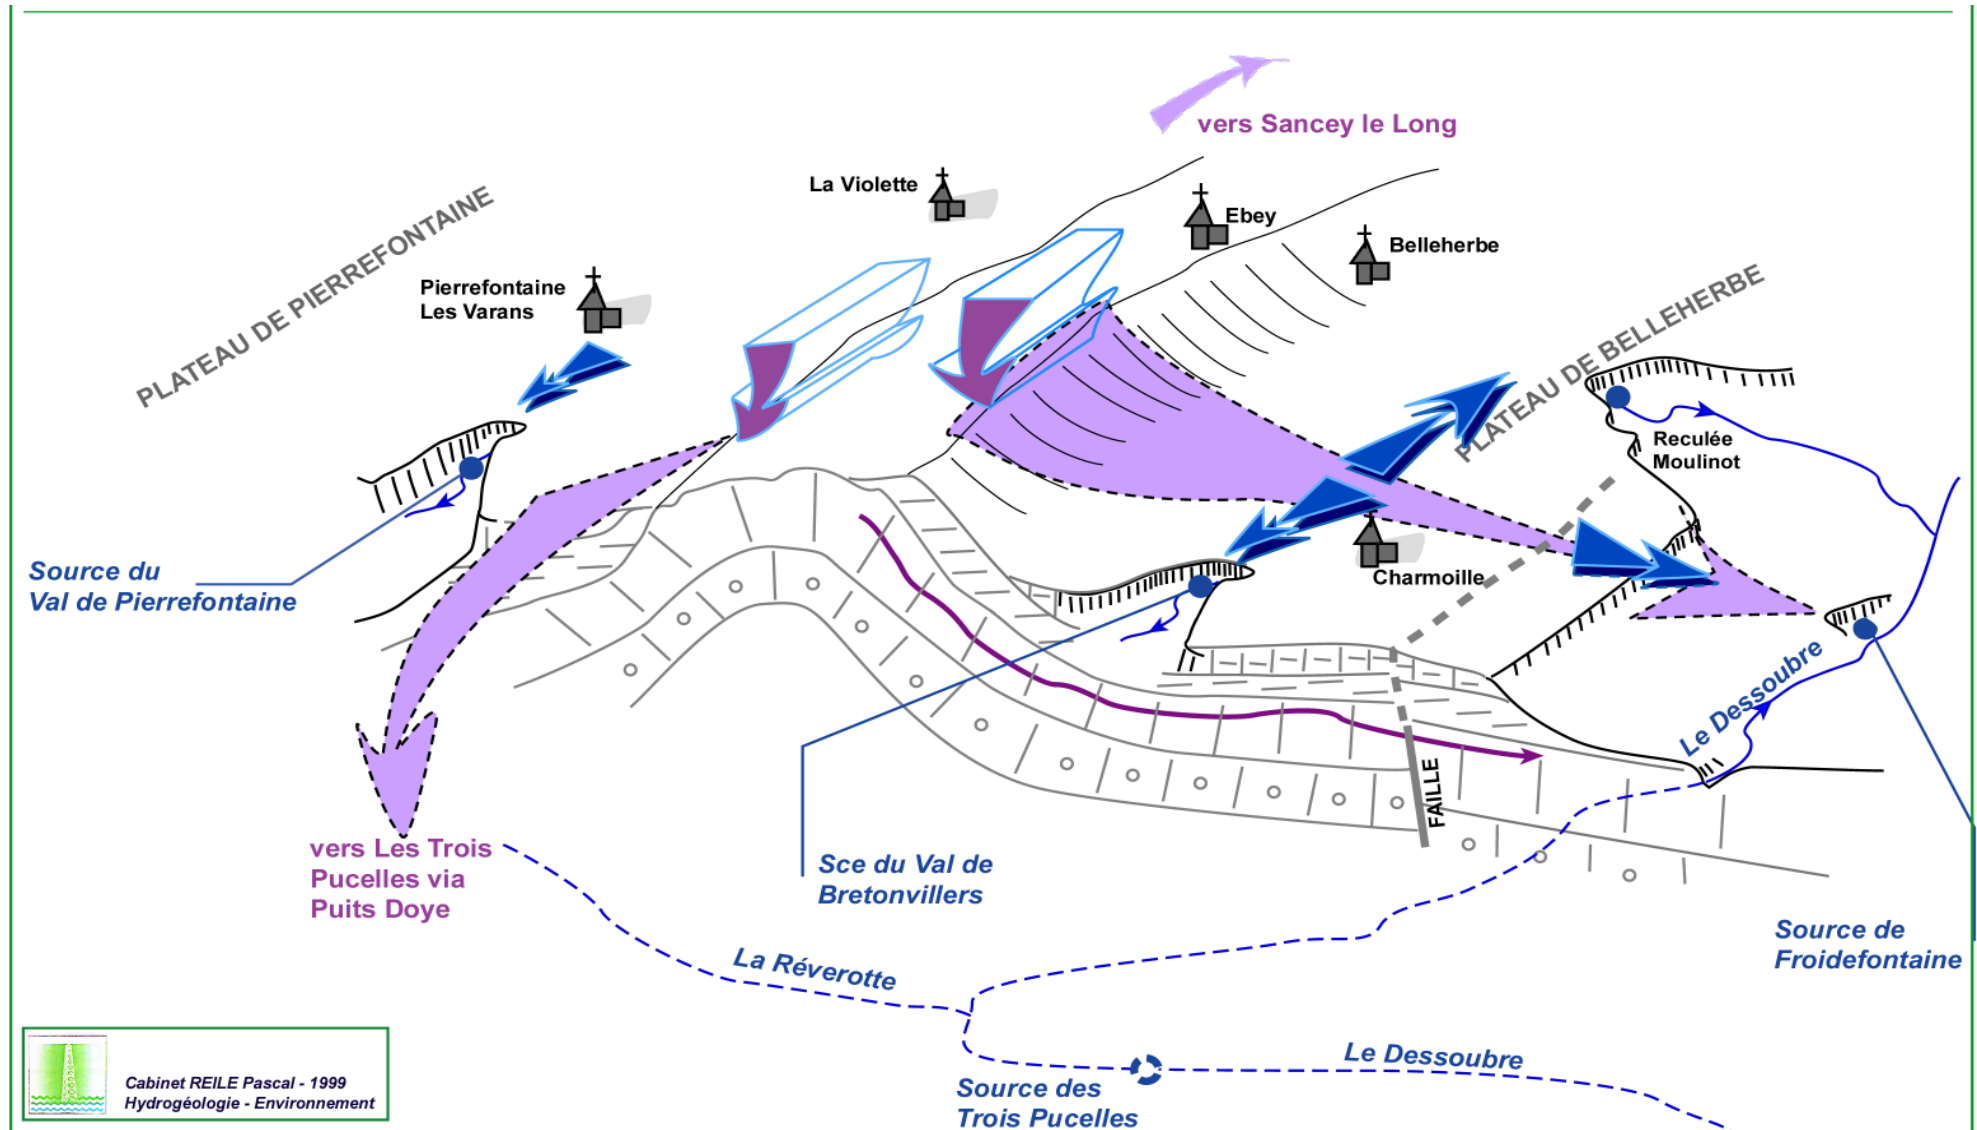 vers Sancey le Long
La Violette
Ebey
Belleherbe
PLATEAU DE PIERREFONTAINE
Pierrefontaine
Les Varans
PLATEAU DE BELLEHERBE
Reculée
Moulinot
Source du
Val de Pierrefontaine
Charmoille
Le Dessoubre
FAILLE
vers Les Trois
Pucelles via
Puits Doye
Sce du Val de
Bretonvillers
Source de
Froidefontaine
La Réverotte
Le Dessoubre
Source des
Trois Pucelles
Cabinet REILE Pascal - 1999
Hydrogéologie - Environnement